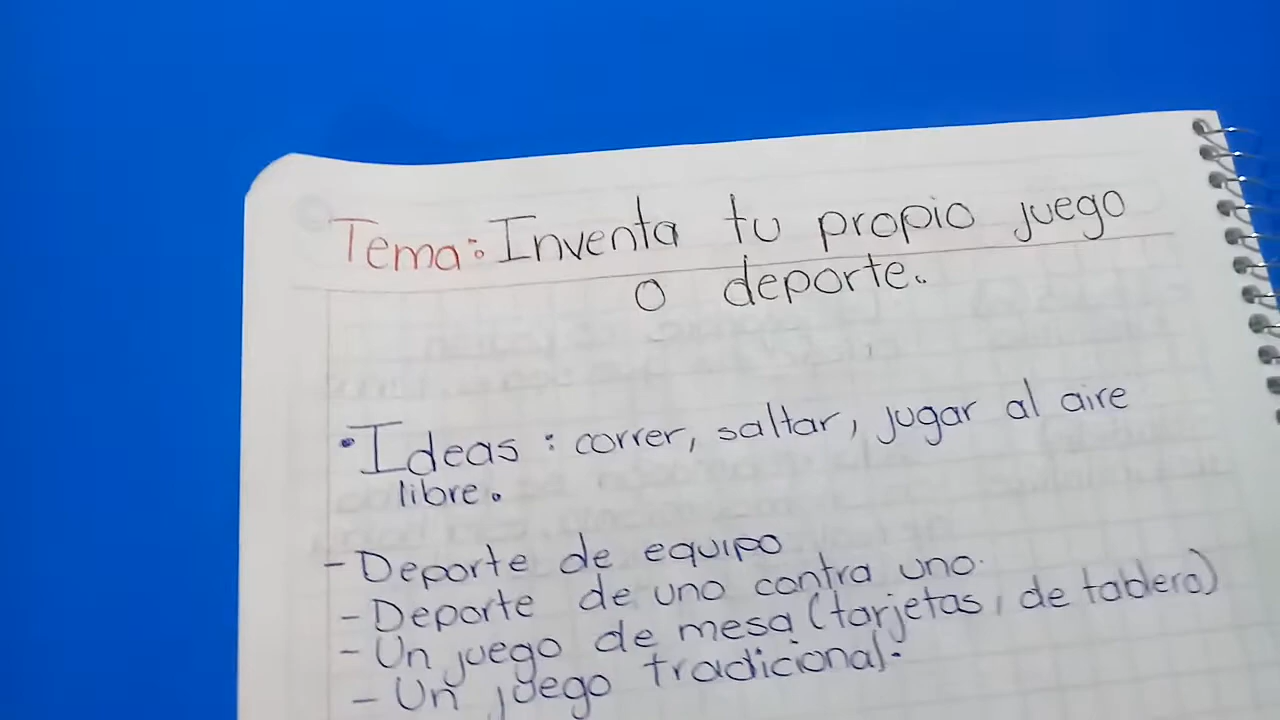 Tema: Inventa tu propio juego
o deporte.
• Ideas : correr, saltar, jugar al aire
libre.
- Deporte de equipo
- Deporte de uno contra uno.
- Un juego de mesa (tarjetas, de tablero)
- Un juego tradicional.